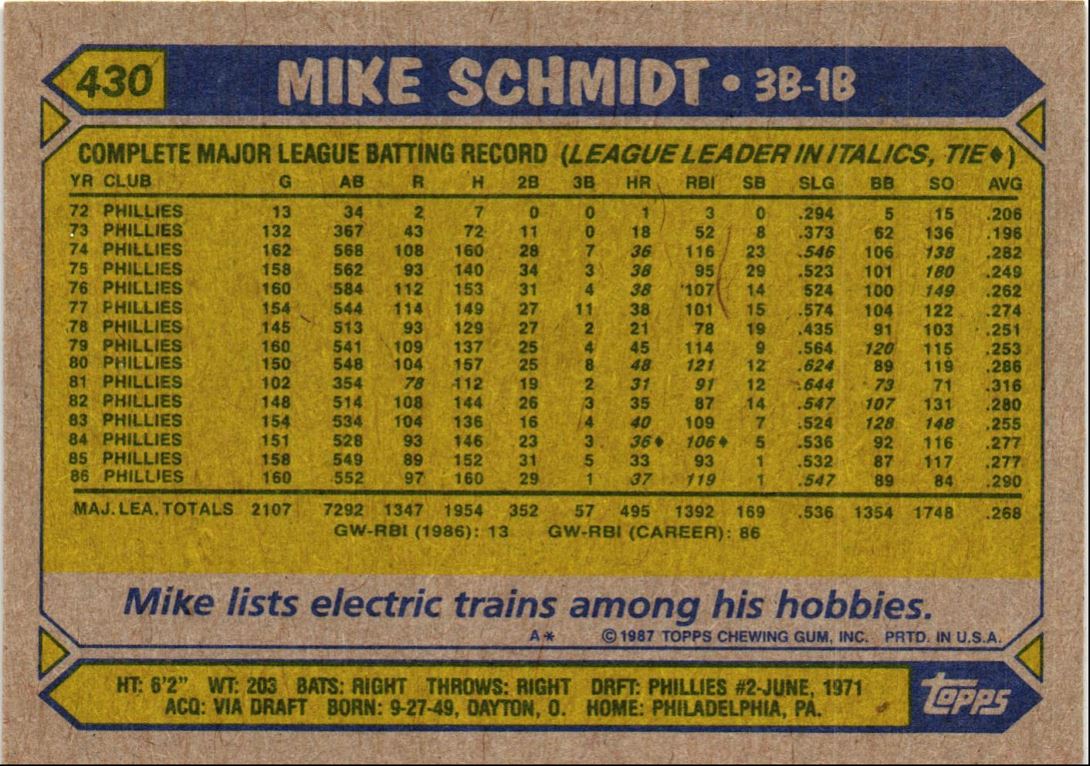 430 MIKE SCHMIDT • 3B-1B
COMPLETE MAJOR LEAGUE BATTING RECORD (LEAGUE LEADER IN ITALICS, TIE♦)
YR CLUB G AB R H 2B 3B HR RBI SB SLG BB SO AVG
72 PHILLIES 13 34 2 7 0 0 1 3 0 .294 5 15 .206
73 PHILLIES 132 367 43 72 11 0 18 52 8 .373 62 136 .196
74 PHILLIES 162 568 108 160 28 7 36 116 23 .546 106 138 .282
75 PHILLIES 158 562 93 140 34 3 38 95 29 .523 101 180 .249
76 PHILLIES 160 584 112 153 31 4 38 107 14 .524 100 149 .262
77 PHILLIES 154 544 114 149 27 11 38 101 15 .574 104 122 .274
78 PHILLIES 145 513 93 129 27 2 21 78 19 .435 91 103 .251
79 PHILLIES 160 541 109 137 25 4 45 114 9 .564 120 115 .253
80 PHILLIES 150 548 104 157 25 8 48 121 12 .624 89 119 .286
81 PHILLIES 102 354 78 112 19 2 31 91 12 .644 73 71 .316
82 PHILLIES 148 514 108 144 26 3 35 87 14 .547 107 131 .280
83 PHILLIES 154 534 104 136 16 4 40 109 7 .524 128 148 .255
84 PHILLIES 151 528 93 146 23 3 36♦ 106♦ 5 .536 92 116 .277
85 PHILLIES 158 549 89 152 31 5 33 93 1 .532 87 117 .277
86 PHILLIES 160 552 97 160 29 1 37 119 1 .547 89 84 .290
MAJ. LEA. TOTALS 2107 7292 1347 1954 352 57 495 1392 169 .536 1354 1748 .268
GW-RBI (1986): 13 GW-RBI (CAREER): 86
Mike lists electric trains among his hobbies.
A* ©1987 TOPPS CHEWING GUM, INC. PRTD. IN U.S.A.
HT: 6'2" WT: 203 BATS: RIGHT THROWS: RIGHT DRFT: PHILLIES #2-JUNE, 1971
ACQ: VIA DRAFT BORN: 9-27-49, DAYTON, O. HOME: PHILADELPHIA, PA.
topps